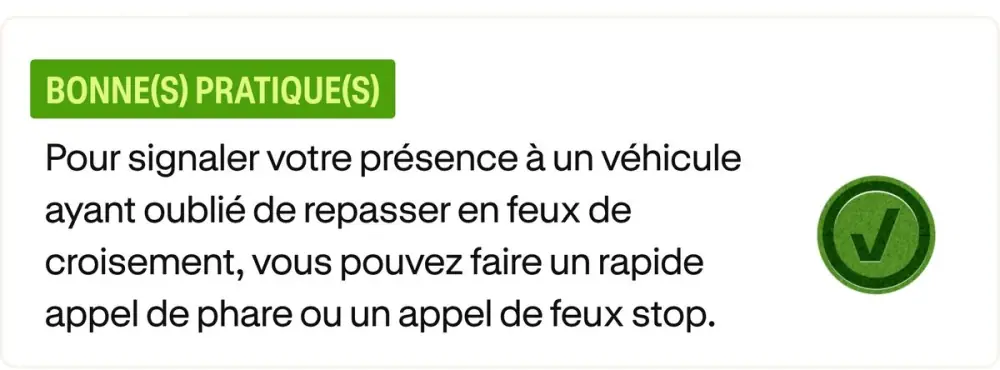 BONNE(S) PRATIQUE(S)
Pour signaler votre présence à un véhicule
ayant oublié de repasser en feux de
croisement, vous pouvez faire un rapide
appel de phare ou un appel de feux stop.